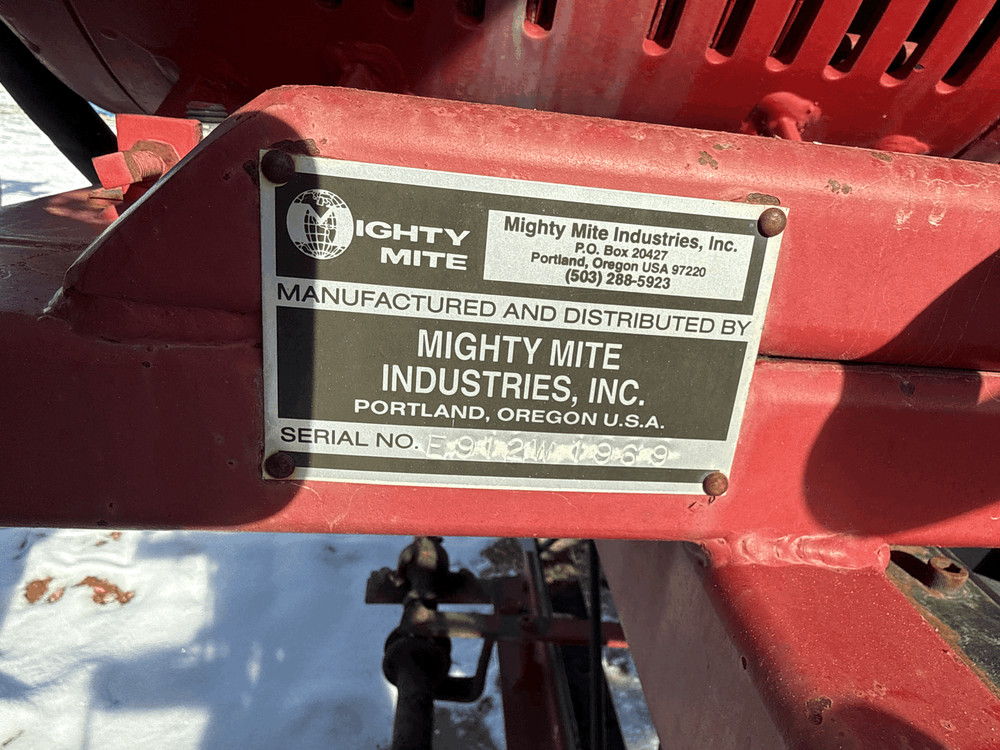 MIGHTY
MITE
Mighty Mite Industries, Inc.
P.O. Box 20427
Portland, Oregon USA 97220
(503) 288-5923
MANUFACTURED AND DISTRIBUTED BY
MIGHTY MITE
INDUSTRIES, INC.
PORTLAND, OREGON U.S.A.
SERIAL NO. E912W1969